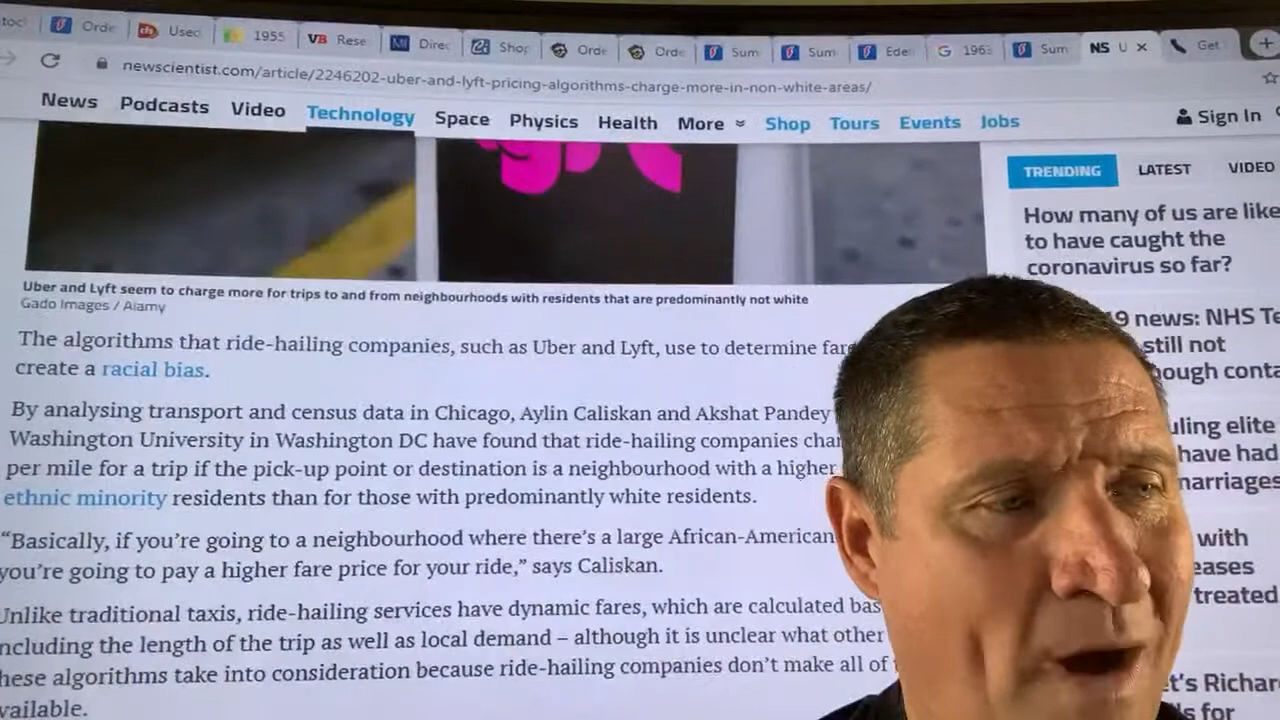 Orde
Used
1955
VB Rese
MI Direc
Shop
Orde
Orde
Sum
Sum
Ede
G 1963
Sum
NS U
Get
newscientist.com/article/2246202-uber-and-lyft-pricing-algorithms-charge-more-in-non-white-areas/
News Podcasts Video Technology Space Physics Health More Shop Tours Events Jobs Sign In
TRENDING LATEST VIDEO
How many of us are like
to have caught the
coronavirus so far?
9 news: NHS Te
still not
ough conta
ling elite
have had
marriages
with
eases
treated
t's Richar
ls for
Uber and Lyft seem to charge more for trips to and from neighbourhoods with residents that are predominantly not white
Gado Images / Alamy
The algorithms that ride-hailing companies, such as Uber and Lyft, use to determine far
create a racial bias.
By analysing transport and census data in Chicago, Aylin Caliskan and Akshat Pandey
Washington University in Washington DC have found that ride-hailing companies char
per mile for a trip if the pick-up point or destination is a neighbourhood with a higher
ethnic minority residents than for those with predominantly white residents.
“Basically, if you’re going to a neighbourhood where there’s a large African-American
you’re going to pay a higher fare price for your ride,” says Caliskan.
Unlike traditional taxis, ride-hailing services have dynamic fares, which are calculated bas
ncluding the length of the trip as well as local demand – although it is unclear what other
hese algorithms take into consideration because ride-hailing companies don’t make all of
vailable.